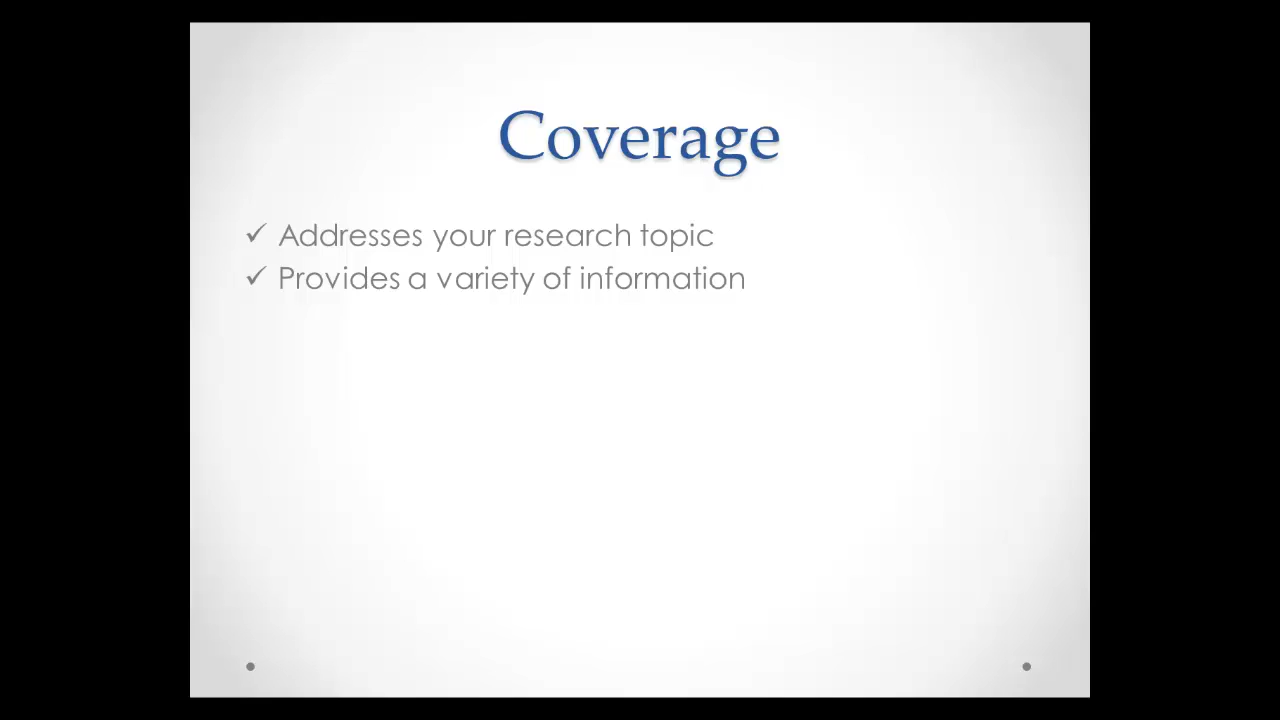 Coverage
✓ Addresses your research topic
✓ Provides a variety of information